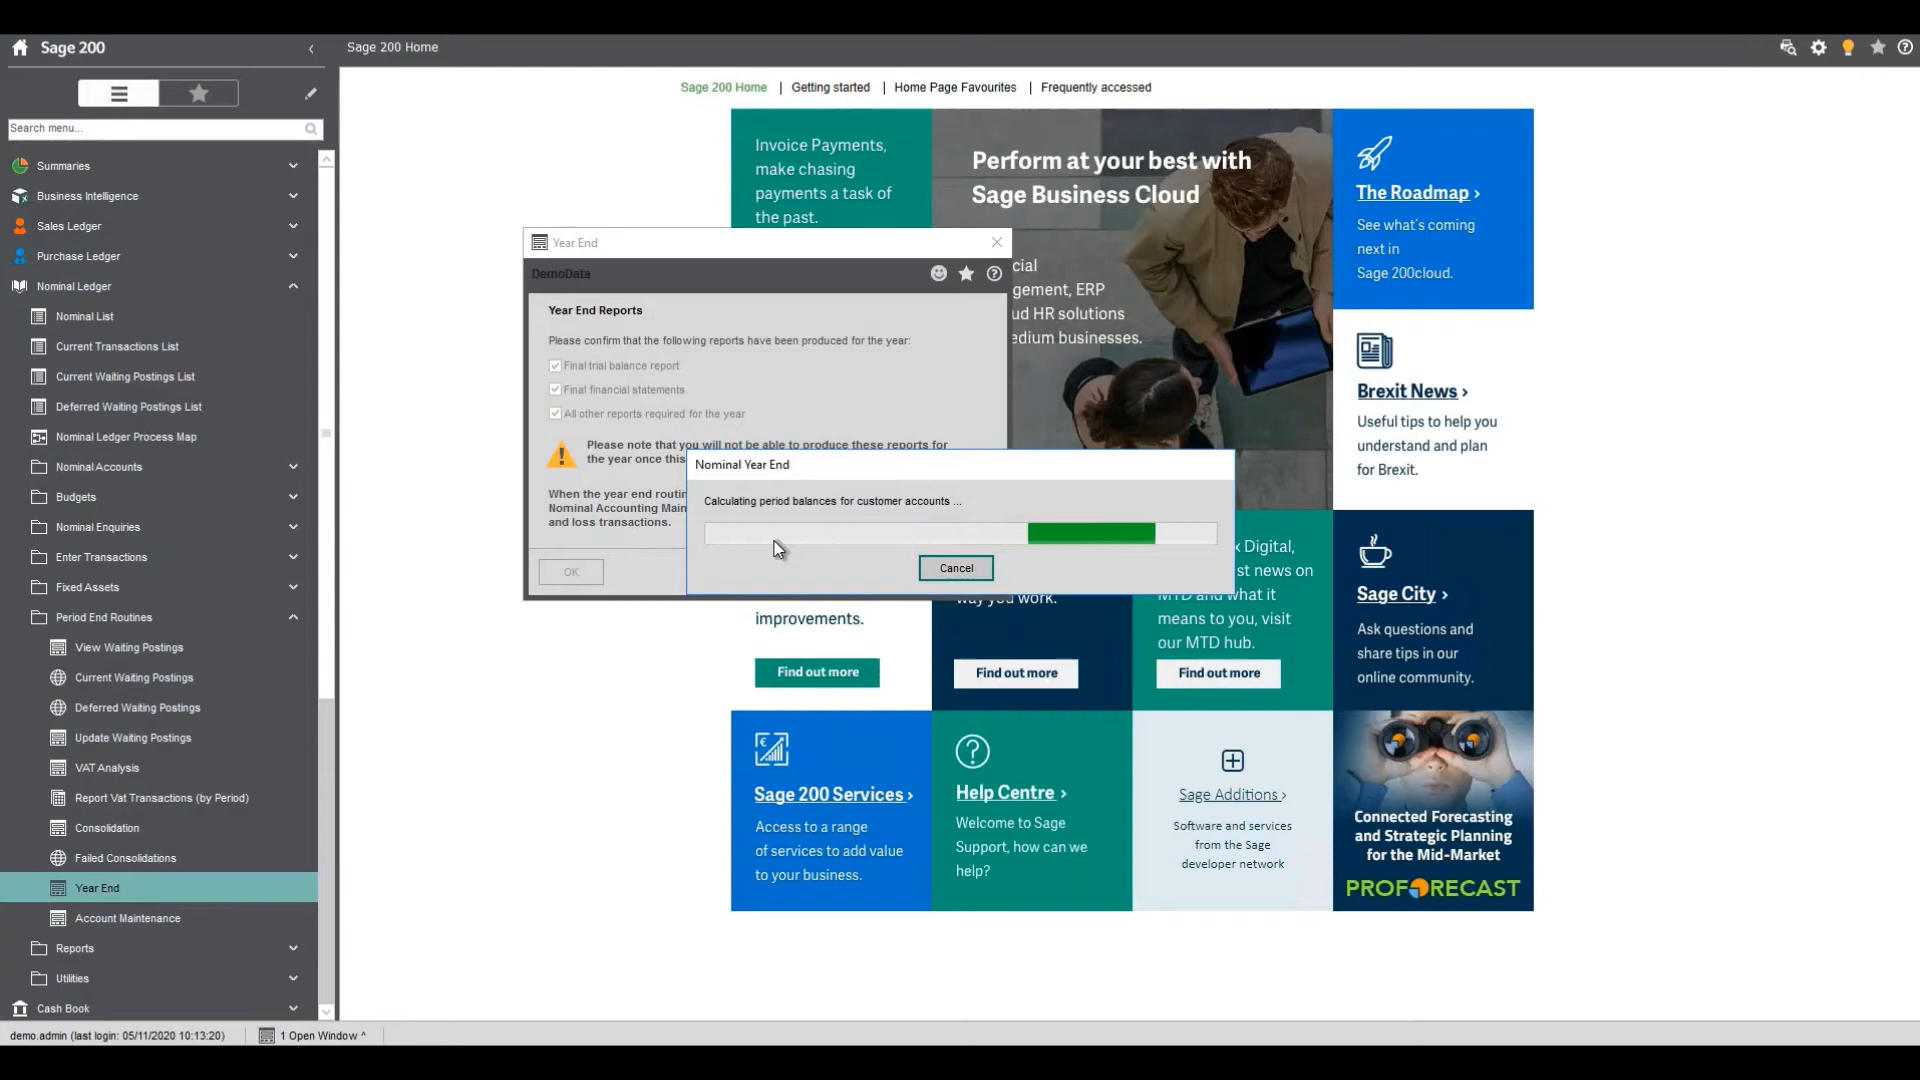 Sage 200
Sage 200 Home
Search menu...
Summaries
Business Intelligence
Sales Ledger
Purchase Ledger
Nominal Ledger
Nominal List
Current Transactions List
Current Waiting Postings List
Deferred Waiting Postings List
Nominal Ledger Process Map
Nominal Accounts
Budgets
Nominal Enquiries
Enter Transactions
Fixed Assets
Period End Routines
View Waiting Postings
Current Waiting Postings
Deferred Waiting Postings
Update Waiting Postings
VAT Analysis
Report Vat Transactions (by Period)
Consolidation
Failed Consolidations
Year End
Account Maintenance
Reports
Utilities
Cash Book
demo.admin (last login: 05/11/2020 10:13:20)
1 Open Window ^
Sage 200 Home | Getting started | Home Page Favourites | Frequently accessed
Invoice Payments,
make chasing
payments a task of
the past.
Perform at your best with
Sage Business Cloud
cial
gement, ERP
ud HR solutions
edium businesses.
The Roadmap ›
See what's coming
next in
Sage 200cloud.
Brexit News ›
Useful tips to help you
understand and plan
for Brexit.
Year End
DemoData
Year End Reports
Please confirm that the following reports have been produced for the year:
Final trial balance report
Final financial statements
All other reports required for the year
Please note that you will not be able to produce these reports for
the year once this
When the year end routin
Nominal Accounting Main
and loss transactions.
OK
Nominal Year End
Calculating period balances for customer accounts ...
Cancel
improvements.
Find out more
way you work.
Find out more
x Digital,
st news on
MTD and what it
means to you, visit
our MTD hub.
Find out more
Sage City ›
Ask questions and
share tips in our
online community.
Sage 200 Services ›
Access to a range
of services to add value
to your business.
Help Centre ›
Welcome to Sage
Support, how can we
help?
Sage Additions ›
Software and services
from the Sage
developer network
Connected Forecasting
and Strategic Planning
for the Mid-Market
PROFORECAST